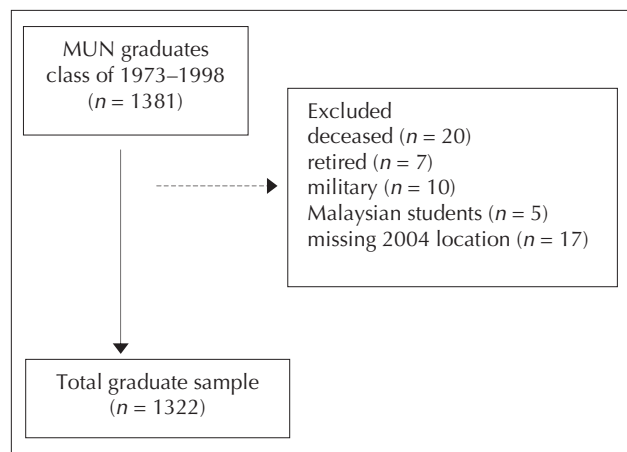 MUN graduates
class of 1973–1998
(n = 1381)
Excluded
deceased (n = 20)
retired (n = 7)
military (n = 10)
Malaysian students (n = 5)
missing 2004 location (n = 17)
Total graduate sample
(n = 1322)